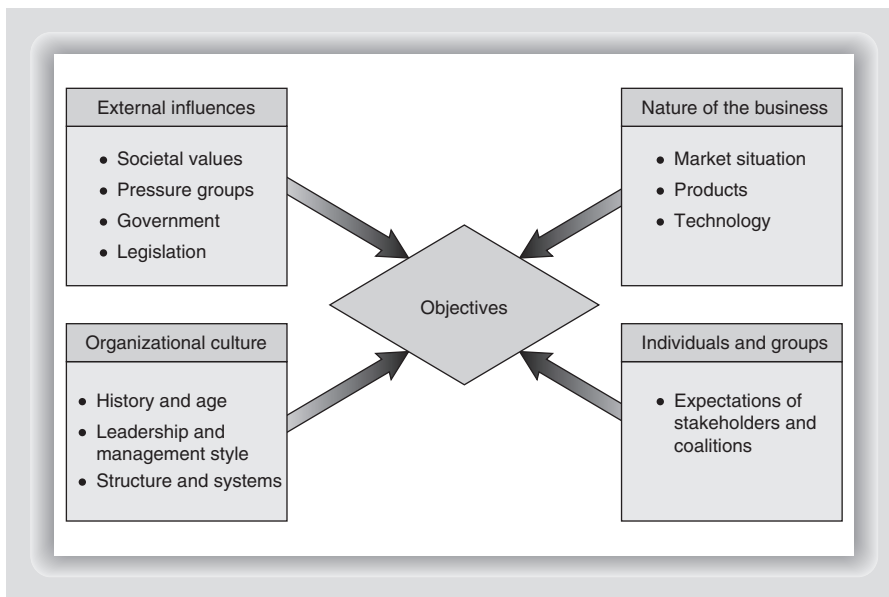 External influences
• Societal values
• Pressure groups
• Government
• Legislation
Nature of the business
• Market situation
• Products
• Technology
Objectives
Organizational culture
• History and age
• Leadership and
management style
• Structure and systems
Individuals and groups
• Expectations of
stakeholders and
coalitions